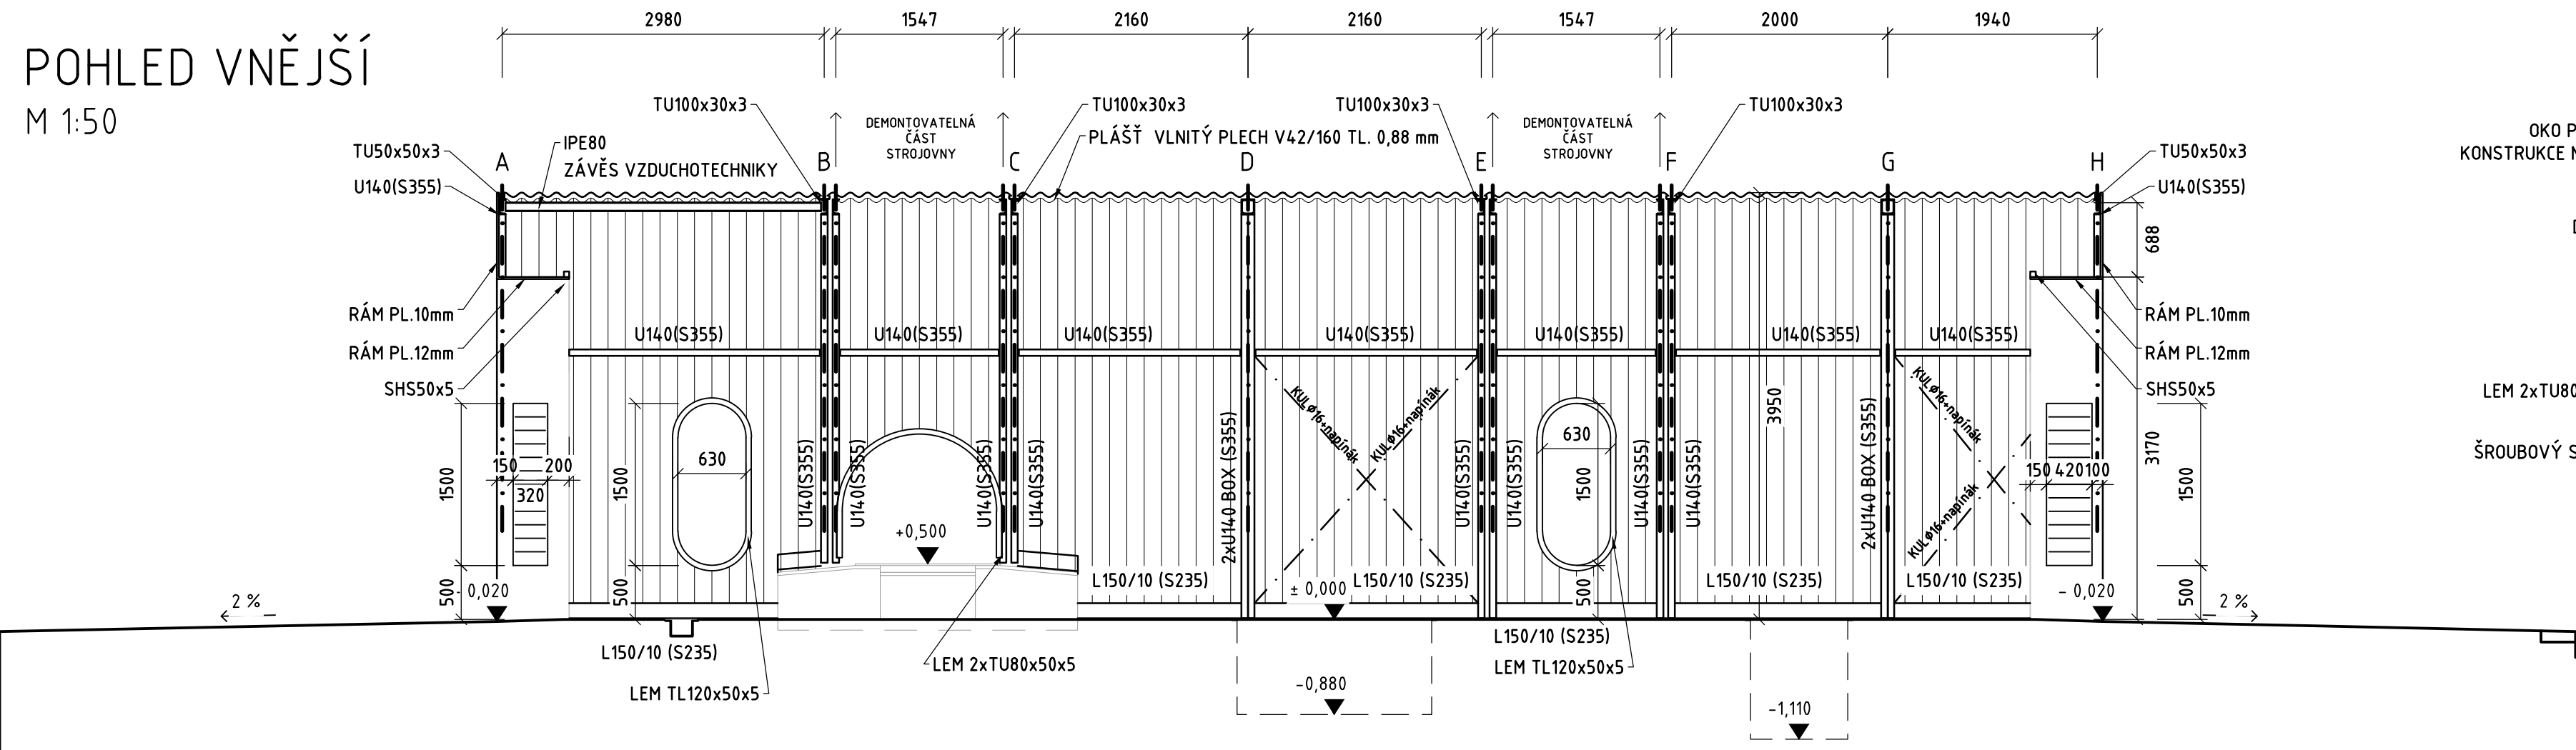 2980
1547
2160
2160
1547
2000
1940
POHLED VNĚJŠÍ
M 1:50
TU100x30x3
TU100x30x3
TU100x30x3
TU100x30x3
DEMONTOVATELNÁ
ČÁST
STROJOVNY
DEMONTOVATELNÁ
ČÁST
STROJOVNY
PLÁŠŤ VLNITÝ PLECH V42/160 TL. 0,88 mm
TU50x50x3
IPE80
ZÁVĚS VZDUCHOTECHNIKY
U140(S355)
A
B
C
D
E
F
G
H
TU50x50x3
U140(S355)
OKO P
KONSTRUKCE
688
RÁM PL.10mm
RÁM PL.12mm
SHS50x5
RÁM PL.10mm
RÁM PL.12mm
SHS50x5
U140(S355)
U140(S355)
U140(S355)
U140(S355)
U140(S355)
U140(S355)
U140(S355)
3950
3170
LEM 2xTU80
ŠROUBOVÝ S
KULø16+napínák
KULø16+napínák
KULø16+napínák
KULø16+napínák
1500
150
200
320
1500
630
U140(S355)
U140(S355)
U140(S355)
U140(S355)
2xU140 BOX (S355)
U140(S355)
U140(S355)
630
1500
U140(S355)
U140(S355)
2xU140 BOX (S355)
150
420
100
1500
+0,500
500
- 0,020
500
L150/10 (S235)
± 0,000
L150/10 (S235)
500
L150/10 (S235)
L150/10 (S235)
- 0,020
500
2 %
2 %
L150/10 (S235)
LEM TL120x50x5
LEM 2xTU80x50x5
L150/10 (S235)
LEM TL120x50x5
-0,880
-1,110